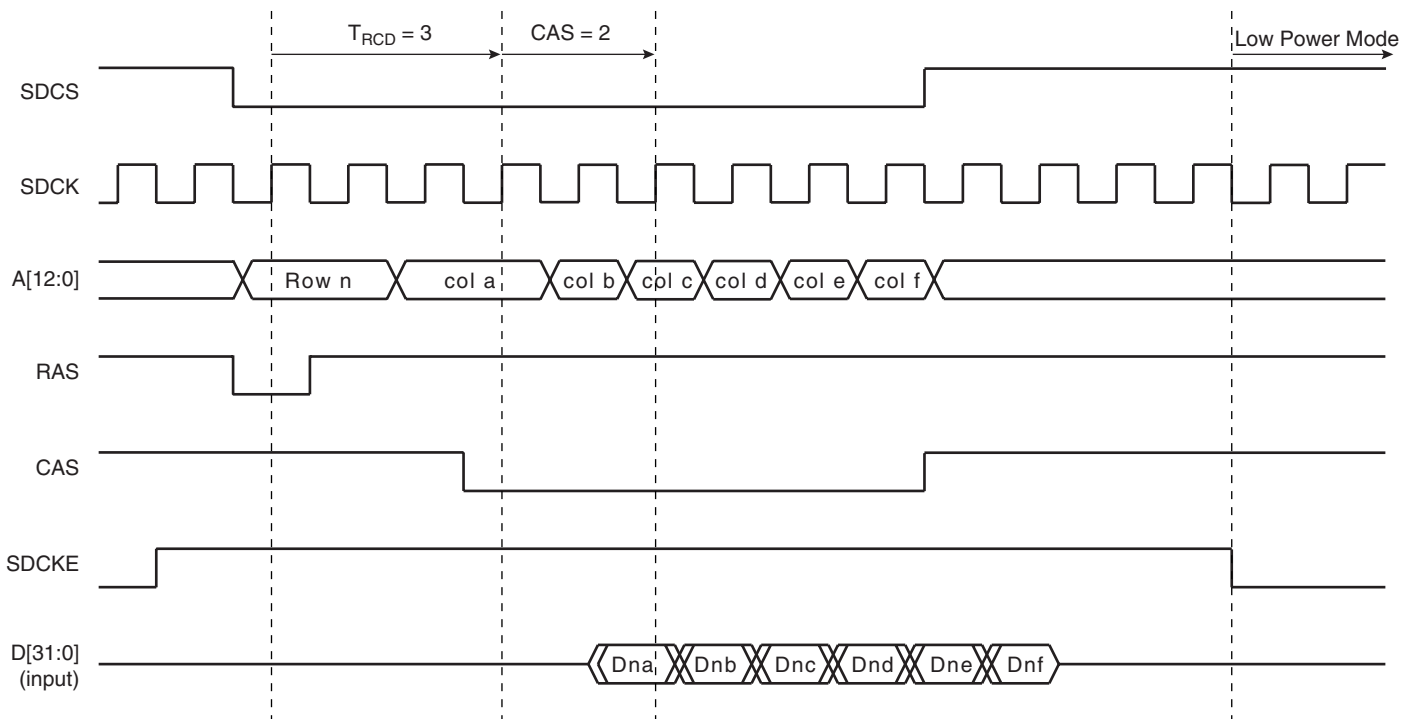 TRCD = 3
CAS = 2
Low Power Mode
SDCS
SDCK
A[12:0]
Row n
col a
col b
col c
col d
col e
col f
RAS
CAS
SDCKE
D[31:0]
(input)
Dna
Dnb
Dnc
Dnd
Dne
Dnf